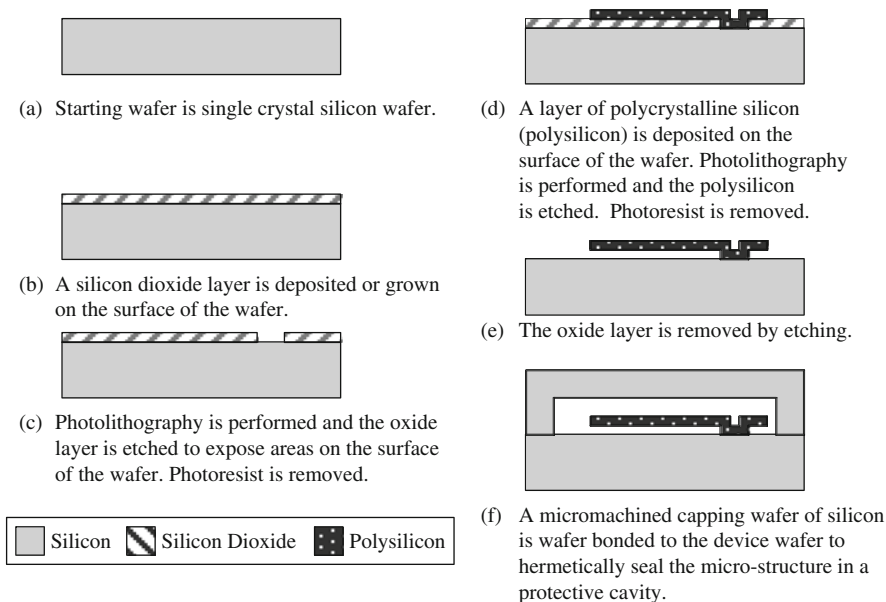 (a) Starting wafer is single crystal silicon wafer.
(b) A silicon dioxide layer is deposited or grown
on the surface of the wafer.
(c) Photolithography is performed and the oxide
layer is etched to expose areas on the surface
of the wafer. Photoresist is removed.
Silicon Silicon Dioxide Polysilicon
(d) A layer of polycrystalline silicon
(polysilicon) is deposited on the
surface of the wafer. Photolithography
is performed and the polysilicon
is etched. Photoresist is removed.
(e) The oxide layer is removed by etching.
(f) A micromachined capping wafer of silicon
is wafer bonded to the device wafer to
hermetically seal the micro-structure in a
protective cavity.